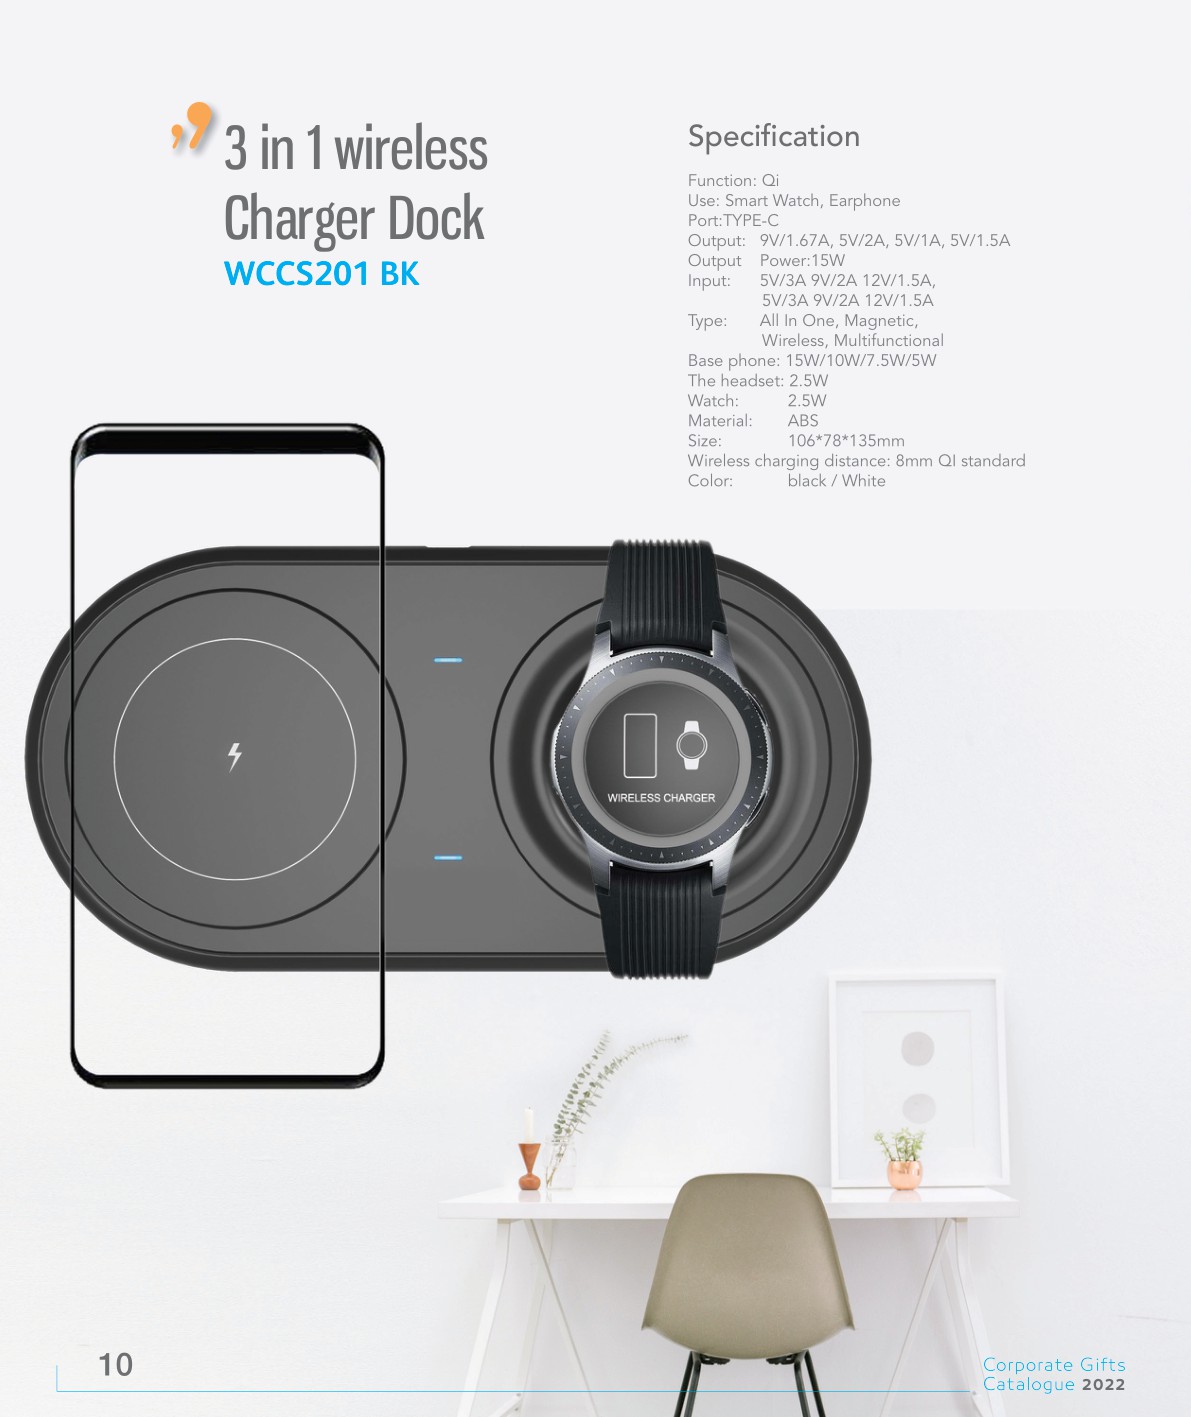 3 in 1 wireless
Charger Dock
WCCS201 BK
Specification
Function: Qi
Use: Smart Watch, Earphone
Port:TYPE-C
Output: 9V/1.67A, 5V/2A, 5V/1A, 5V/1.5A
Output Power:15W
Input: 5V/3A 9V/2A 12V/1.5A,
5V/3A 9V/2A 12V/1.5A
Type: All In One, Magnetic,
Wireless, Multifunctional
Base phone: 15W/10W/7.5W/5W
The headset: 2.5W
Watch: 2.5W
Material: ABS
Size: 106*78*135mm
Wireless charging distance: 8mm QI standard
Color: black / White
WIRELESS CHARGER
10
Corporate Gifts
Catalogue 2022